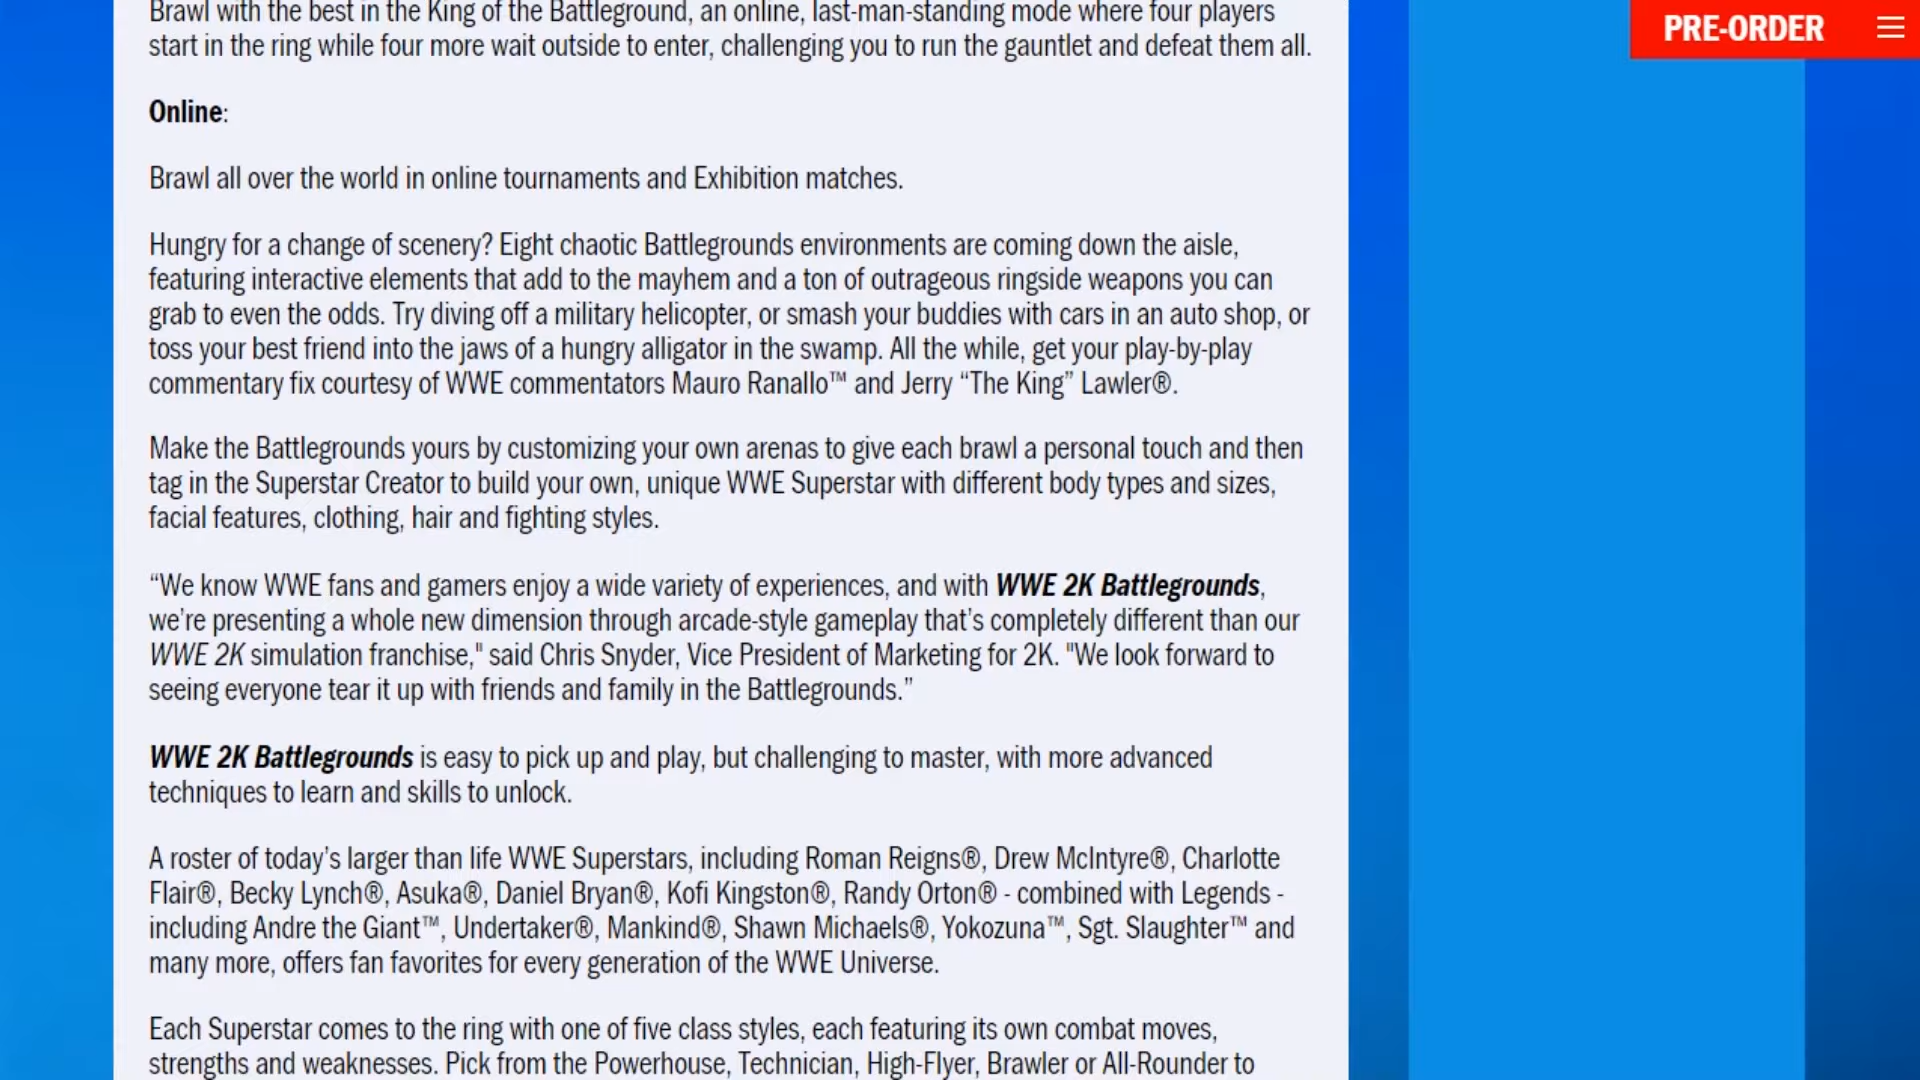 Brawl with the best in the King of the Battleground, an online, last-man-standing mode where four players
start in the ring while four more wait outside to enter, challenging you to run the gauntlet and defeat them all.
PRE-ORDER
Online:
Brawl all over the world in online tournaments and Exhibition matches.
Hungry for a change of scenery? Eight chaotic Battlegrounds environments are coming down the aisle,
featuring interactive elements that add to the mayhem and a ton of outrageous ringside weapons you can
grab to even the odds. Try diving off a military helicopter, or smash your buddies with cars in an auto shop, or
toss your best friend into the jaws of a hungry alligator in the swamp. All the while, get your play-by-play
commentary fix courtesy of WWE commentators Mauro Ranallo™ and Jerry “The King” Lawler®.
Make the Battlegrounds yours by customizing your own arenas to give each brawl a personal touch and then
tag in the Superstar Creator to build your own, unique WWE Superstar with different body types and sizes,
facial features, clothing, hair and fighting styles.
“We know WWE fans and gamers enjoy a wide variety of experiences, and with WWE 2K Battlegrounds,
we’re presenting a whole new dimension through arcade-style gameplay that’s completely different than our
WWE 2K simulation franchise," said Chris Snyder, Vice President of Marketing for 2K. "We look forward to
seeing everyone tear it up with friends and family in the Battlegrounds.”
WWE 2K Battlegrounds is easy to pick up and play, but challenging to master, with more advanced
techniques to learn and skills to unlock.
A roster of today’s larger than life WWE Superstars, including Roman Reigns®, Drew McIntyre®, Charlotte
Flair®, Becky Lynch®, Asuka®, Daniel Bryan®, Kofi Kingston®, Randy Orton® - combined with Legends -
including Andre the Giant™, Undertaker®, Mankind®, Shawn Michaels®, Yokozuna™, Sgt. Slaughter™ and
many more, offers fan favorites for every generation of the WWE Universe.
Each Superstar comes to the ring with one of five class styles, each featuring its own combat moves,
strengths and weaknesses. Pick from the Powerhouse, Technician, High-Flyer, Brawler or All-Rounder to